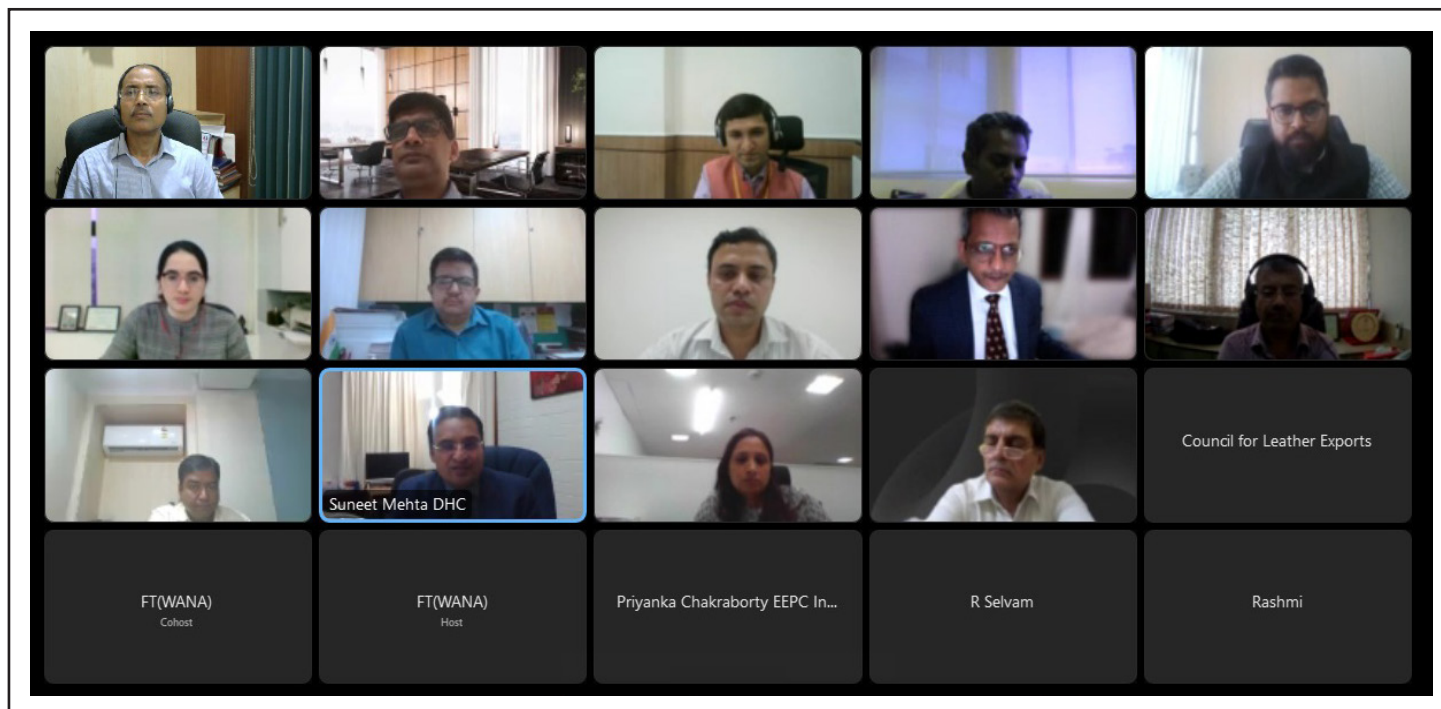 Suneet Mehta DHC
Council for Leather Exports
FT(WANA)
Cohost
FT(WANA)
Host
Priyanka Chakraborty EEPC In...
R Selvam
Rashmi